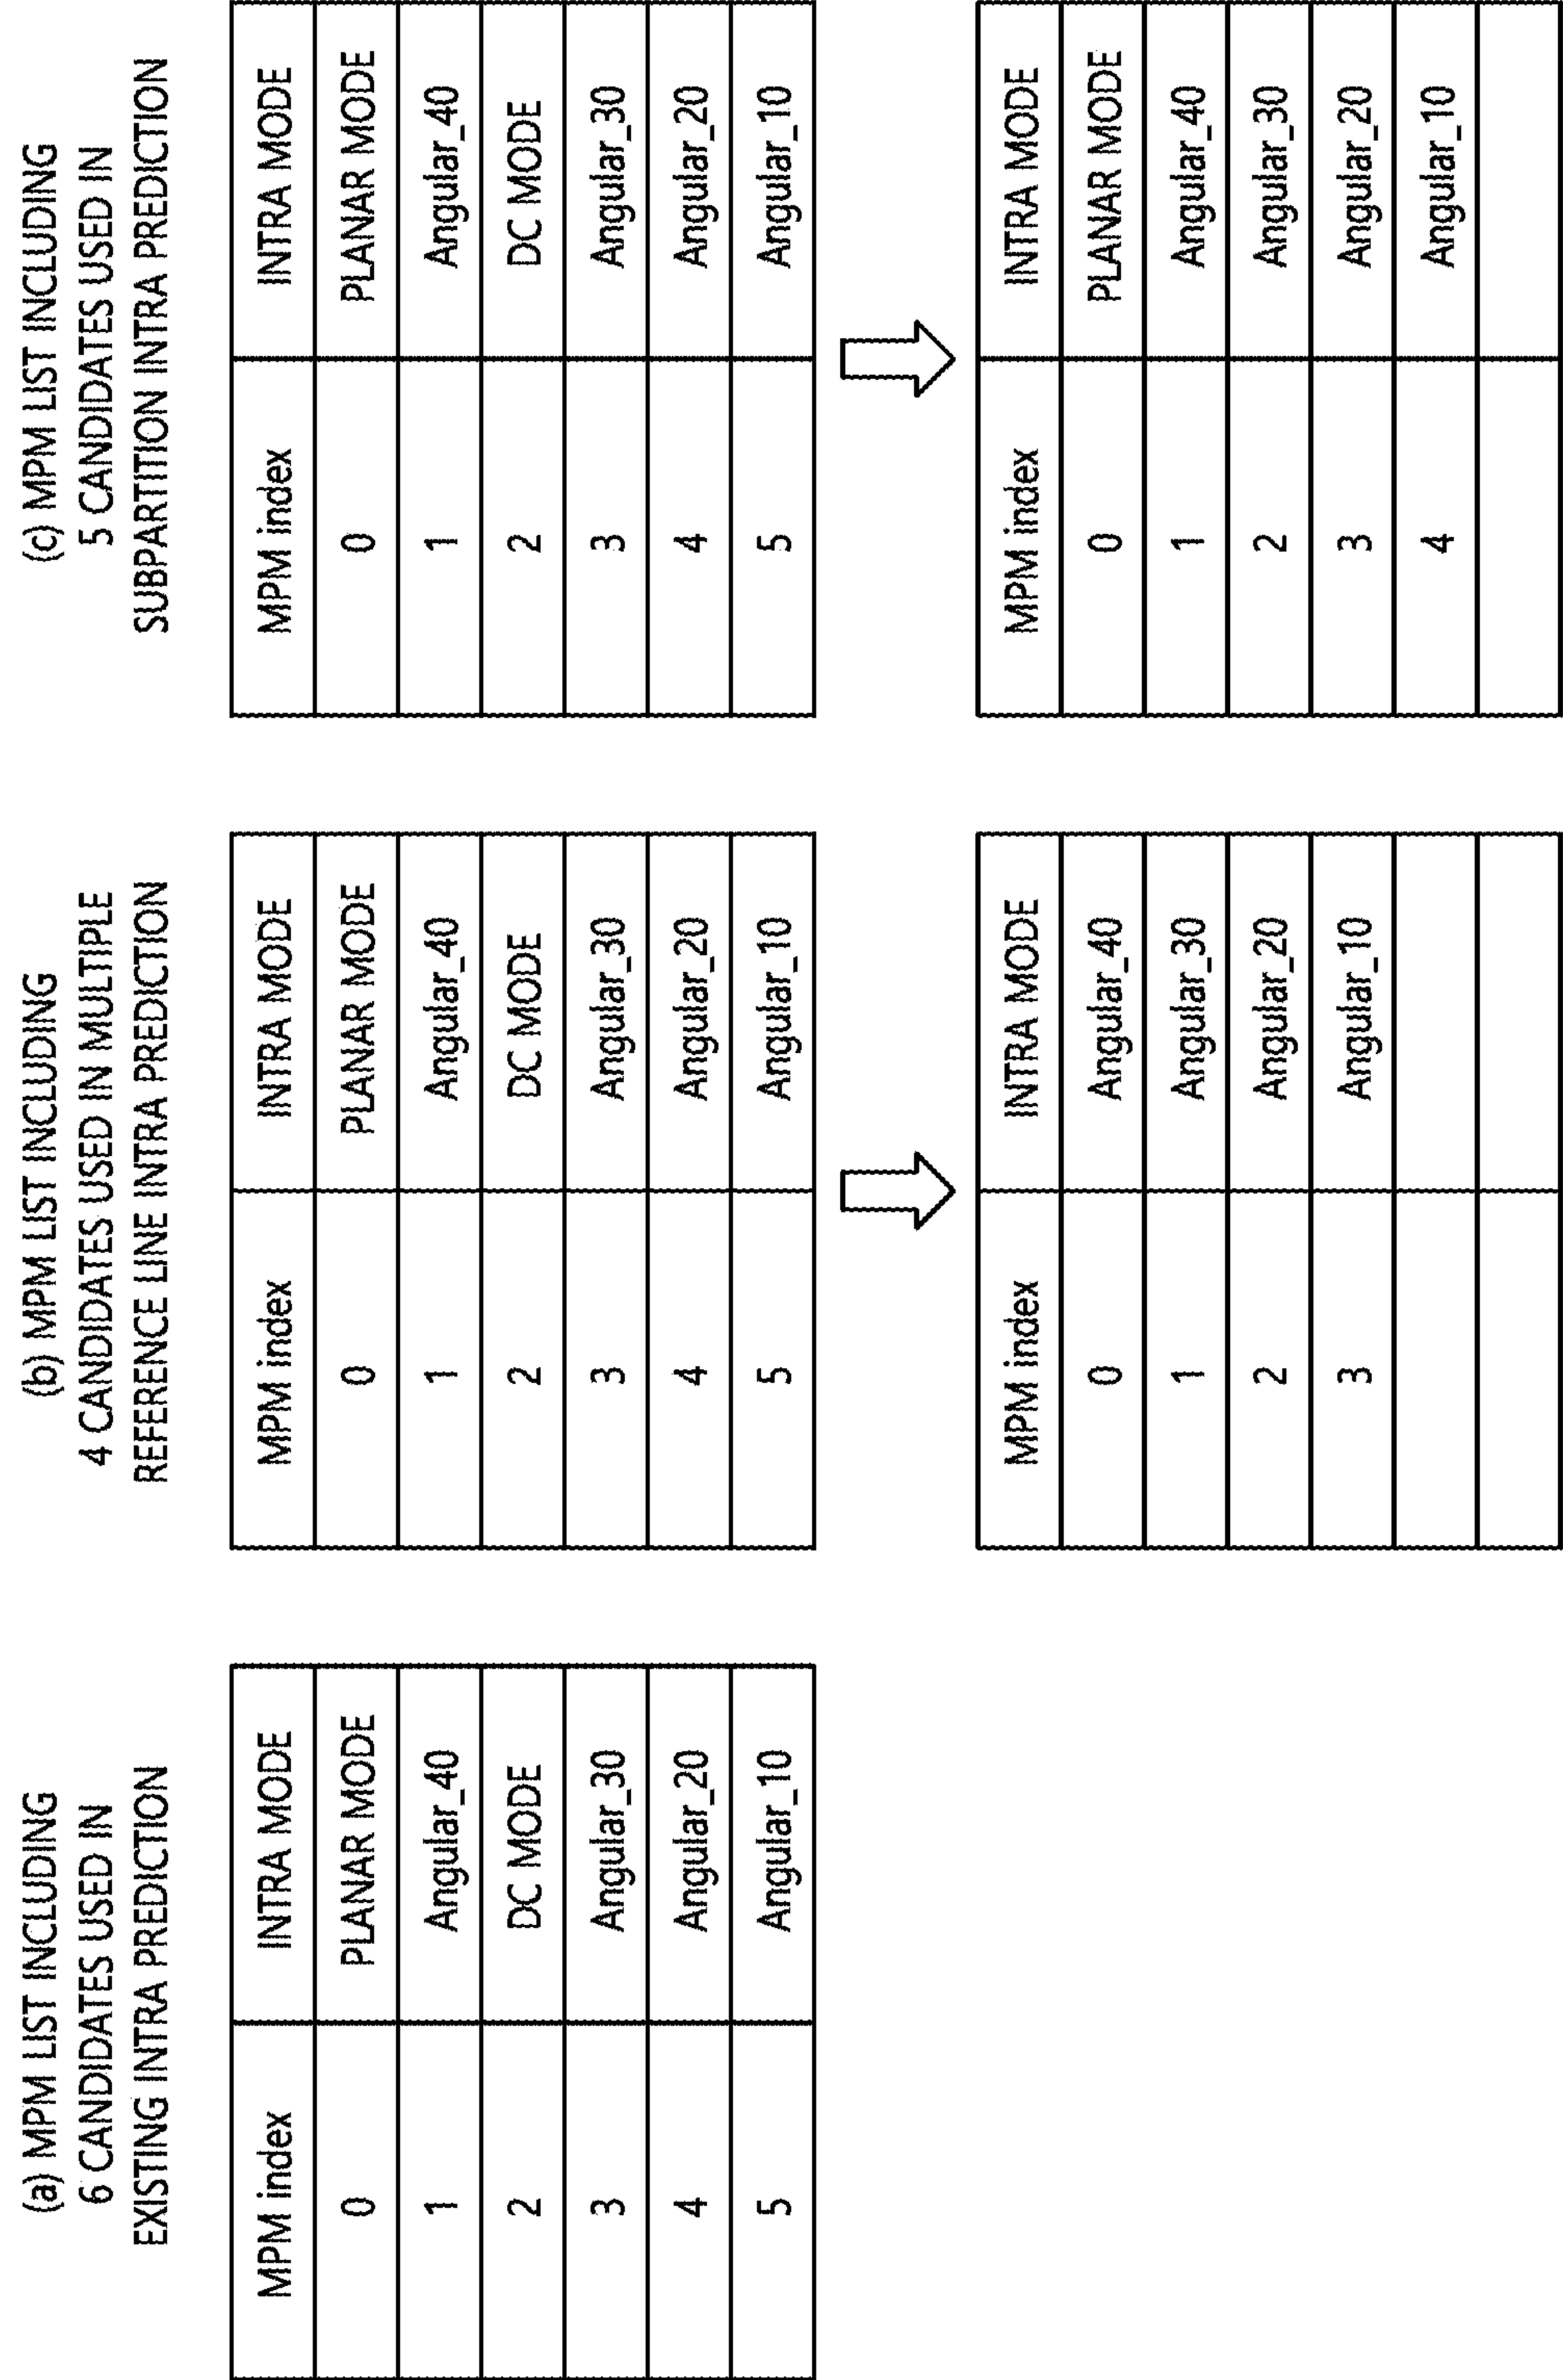 (a) MPM LIST INCLUDING
6 CANDIDATES USED IN
EXISTING INTRA PREDICTION
MPM index INTRA MODE
0 PLANAR MODE
1 Angular_40
2 DC MODE
3 Angular_30
4 Angular_20
5 Angular_10
(b) MPM LIST INCLUDING
4 CANDIDATES USED IN MULTIPLE
REFERENCE LINE INTRA PREDICTION
MPM index INTRA MODE
0 PLANAR MODE
1 Angular_40
2 DC MODE
3 Angular_30
4 Angular_20
5 Angular_10
MPM index INTRA MODE
0 Angular_40
1 Angular_30
2 Angular_20
3 Angular_10
(c) MPM LIST INCLUDING
5 CANDIDATES USED IN
SUBPARTITION INTRA PREDICTION
MPM index INTRA MODE
0 PLANAR MODE
1 Angular_40
2 DC MODE
3 Angular_30
4 Angular_20
5 Angular_10
MPM index INTRA MODE
0 PLANAR MODE
1 Angular_40
2 Angular_30
3 Angular_20
4 Angular_10